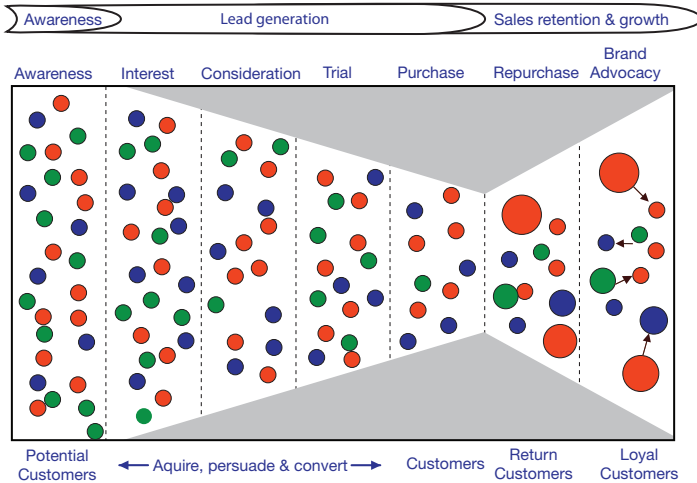 Awareness
Lead generation
Sales retention & growth
Awareness
Interest
Consideration
Trial
Purchase
Repurchase
Brand
Advocacy
Potential
Customers
Aquire, persuade & convert
Customers
Return
Customers
Loyal
Customers